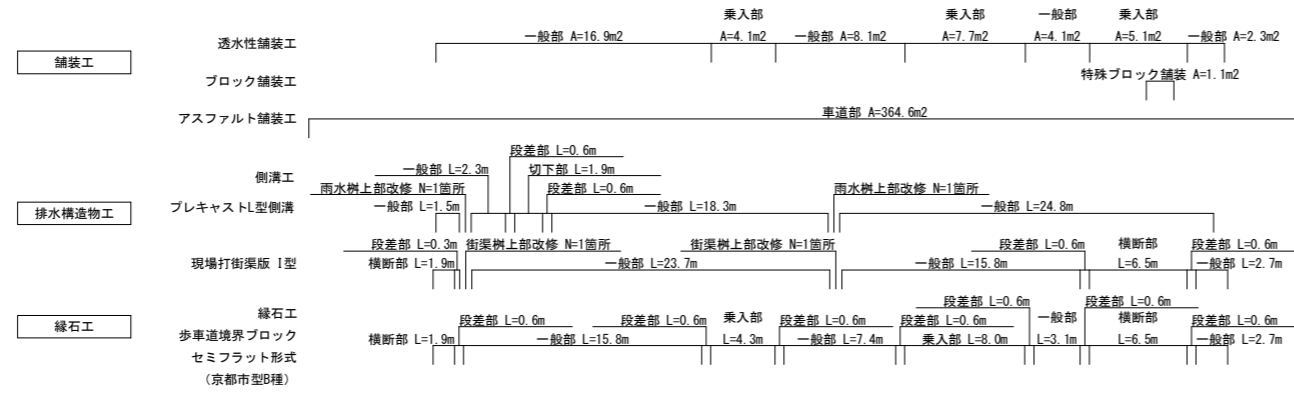 乗入部 乗入部 一般部 乗入部
透水性舗装工 一般部 A=16.9m2 A=4.1m2 一般部 A=8.1m2 A=7.7m2 A=4.1m2 A=5.1m2 一般部 A=2.3m2
舗装工
ブロック舗装工 特殊ブロック舗装 A=1.1m2
アスファルト舗装工 車道部 A=364.6m2
段差部 L=0.6m
側溝工 一般部 L=2.3m 切下部 L=1.9m
雨水桝上部改修 N=1箇所 段差部 L=0.6m 雨水桝上部改修 N=1箇所
排水構造物工 プレキャストL型側溝 一般部 L=1.5m 一般部 L=18.3m 一般部 L=24.8m
段差部 L=0.3m 街渠桝上部改修 N=1箇所 街渠桝上部改修 N=1箇所 段差部 L=0.6m 横断部 段差部 L=0.6m
現場打街渠版 I型 横断部 L=1.9m 一般部 L=23.7m 一般部 L=15.8m L=6.5m 一般部 L=2.7m
段差部 L=0.6m 段差部 L=0.6m
縁石工 段差部 L=0.6m 段差部 L=0.6m 乗入部 段差部 L=0.6m 段差部 L=0.6m 一般部 横断部 段差部 L=0.6m
縁石工
歩車道境界ブロック 横断部 L=1.9m 一般部 L=15.8m L=4.3m 一般部 L=7.4m 乗入部 L=8.0m L=3.1m L=6.5m 一般部 L=2.7m
セミフラット形式
(京都市型B種)